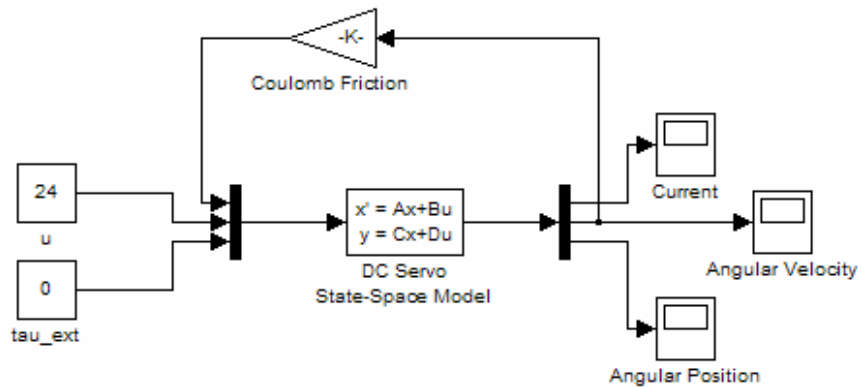 -K-
Coulomb Friction
24
u
0
tau_ext
x' = Ax+Bu
y = Cx+Du
DC Servo
State-Space Model
Current
Angular Velocity
Angular Position